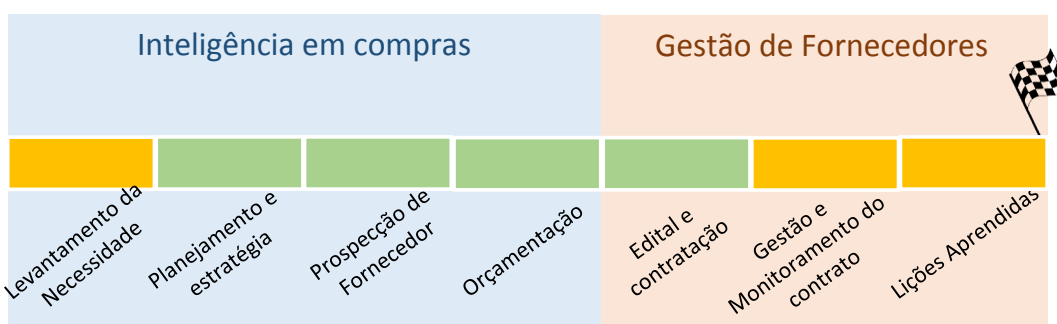 Inteligência em compras
Gestão de Fornecedores
Levantamento da
Necessidade
Planejamento e
estratégia
Prospecção de
Fornecedor
Orçamentação
Edital e
contratação
Gestão e
Monitoramento do
contrato
Lições Aprendidas